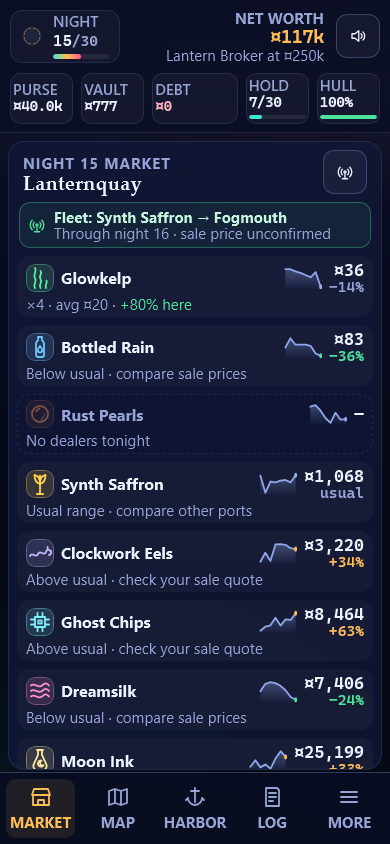 NIGHT
15/30
NET WORTH
¤117k
Lantern Broker at ¤250k
PURSE
¤40.0k
VAULT
¤777
DEBT
¤0
HOLD
7/30
HULL
100%
NIGHT 15 MARKET
Lanternquay
Fleet: Synth Saffron → Fogmouth
Through night 16 · sale price unconfirmed
Glowkelp
¤36
−14%
×4 · avg ¤20 · +80% here
Bottled Rain
¤83
−36%
Below usual · compare sale prices
Rust Pearls
—
No dealers tonight
Synth Saffron
¤1,068
usual
Usual range · compare other ports
Clockwork Eels
¤3,220
+34%
Above usual · check your sale quote
Ghost Chips
¤8,464
+63%
Above usual · check your sale quote
Dreamsilk
¤7,406
−24%
Below usual · compare sale prices
Moon Ink
¤25,199
+33%
MARKET
MAP
HARBOR
LOG
MORE